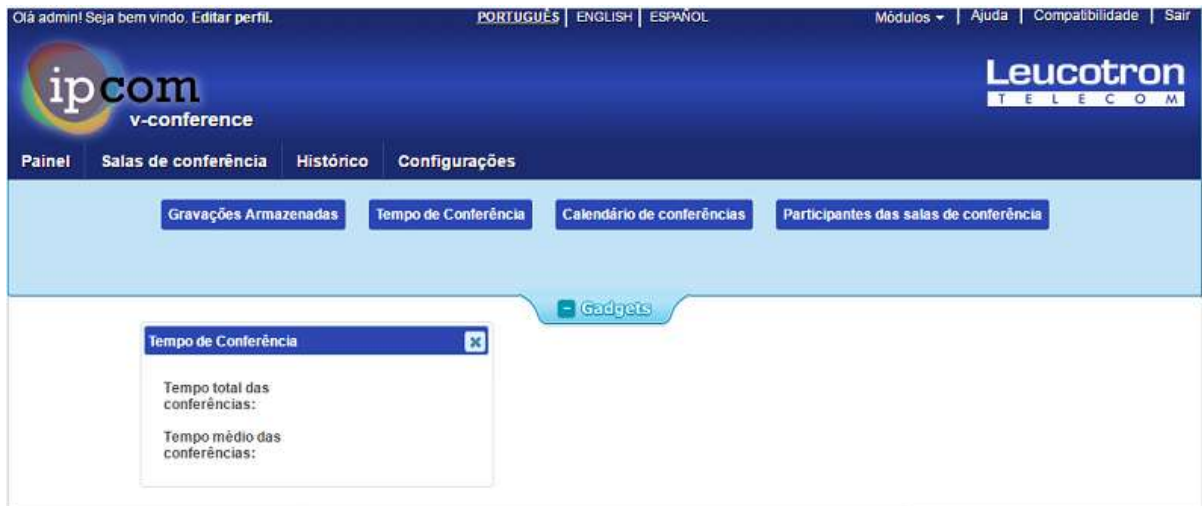 Olá admin! Seja bem vindo. Editar perfil. PORTUGUÊS | ENGLISH | ESPAÑOL Módulos | Ajuda | Compatibilidade | Sair
ipcom
v-conference
Leucotron
TELECOM
Painel Salas de conferência Histórico Configurações
Gravações Armazenadas Tempo de Conferência Calendário de conferências Participantes das salas de conferência
Gadgets
Tempo de Conferência
Tempo total das
conferências:
Tempo médio das
conferências: